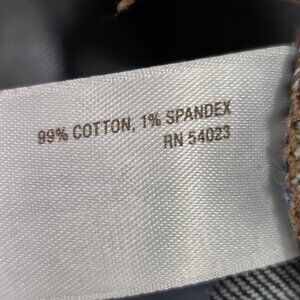 99% COTTON, 1% SPANDEX
RN 54023